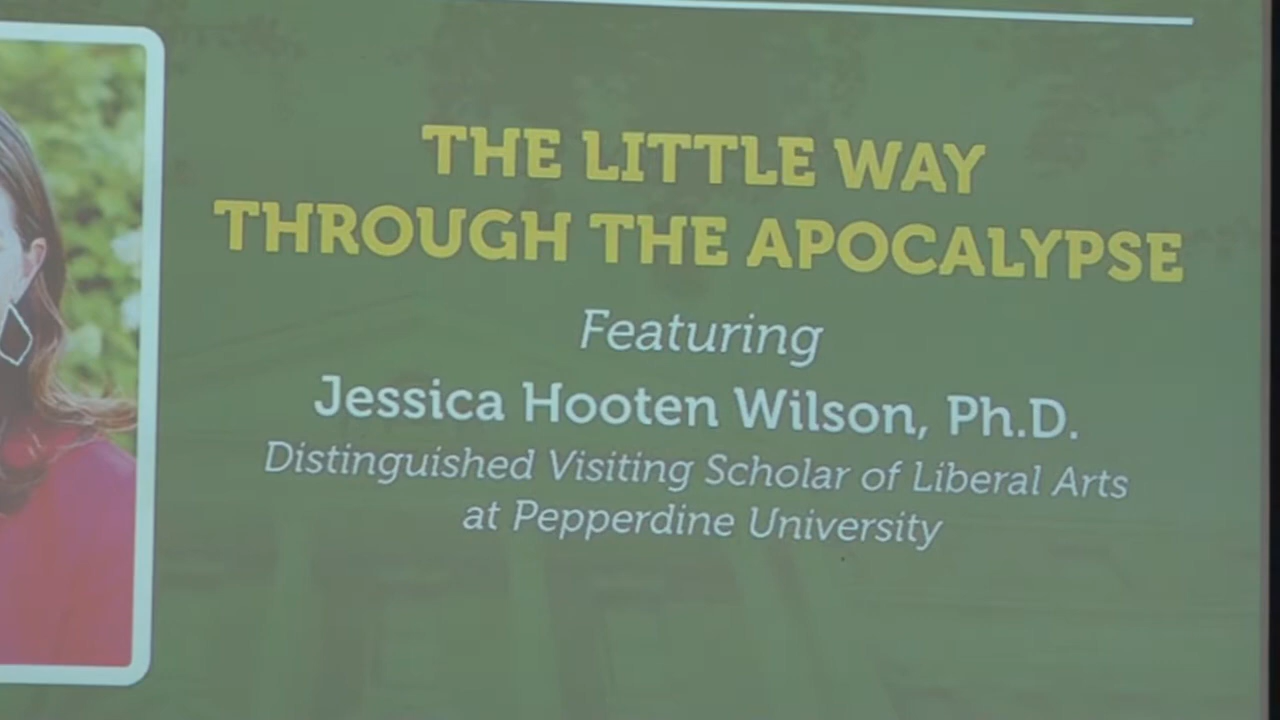 THE LITTLE WAY
THROUGH THE APOCALYPSE
Featuring
Jessica Hooten Wilson, Ph.D.
Distinguished Visiting Scholar of Liberal Arts
at Pepperdine University